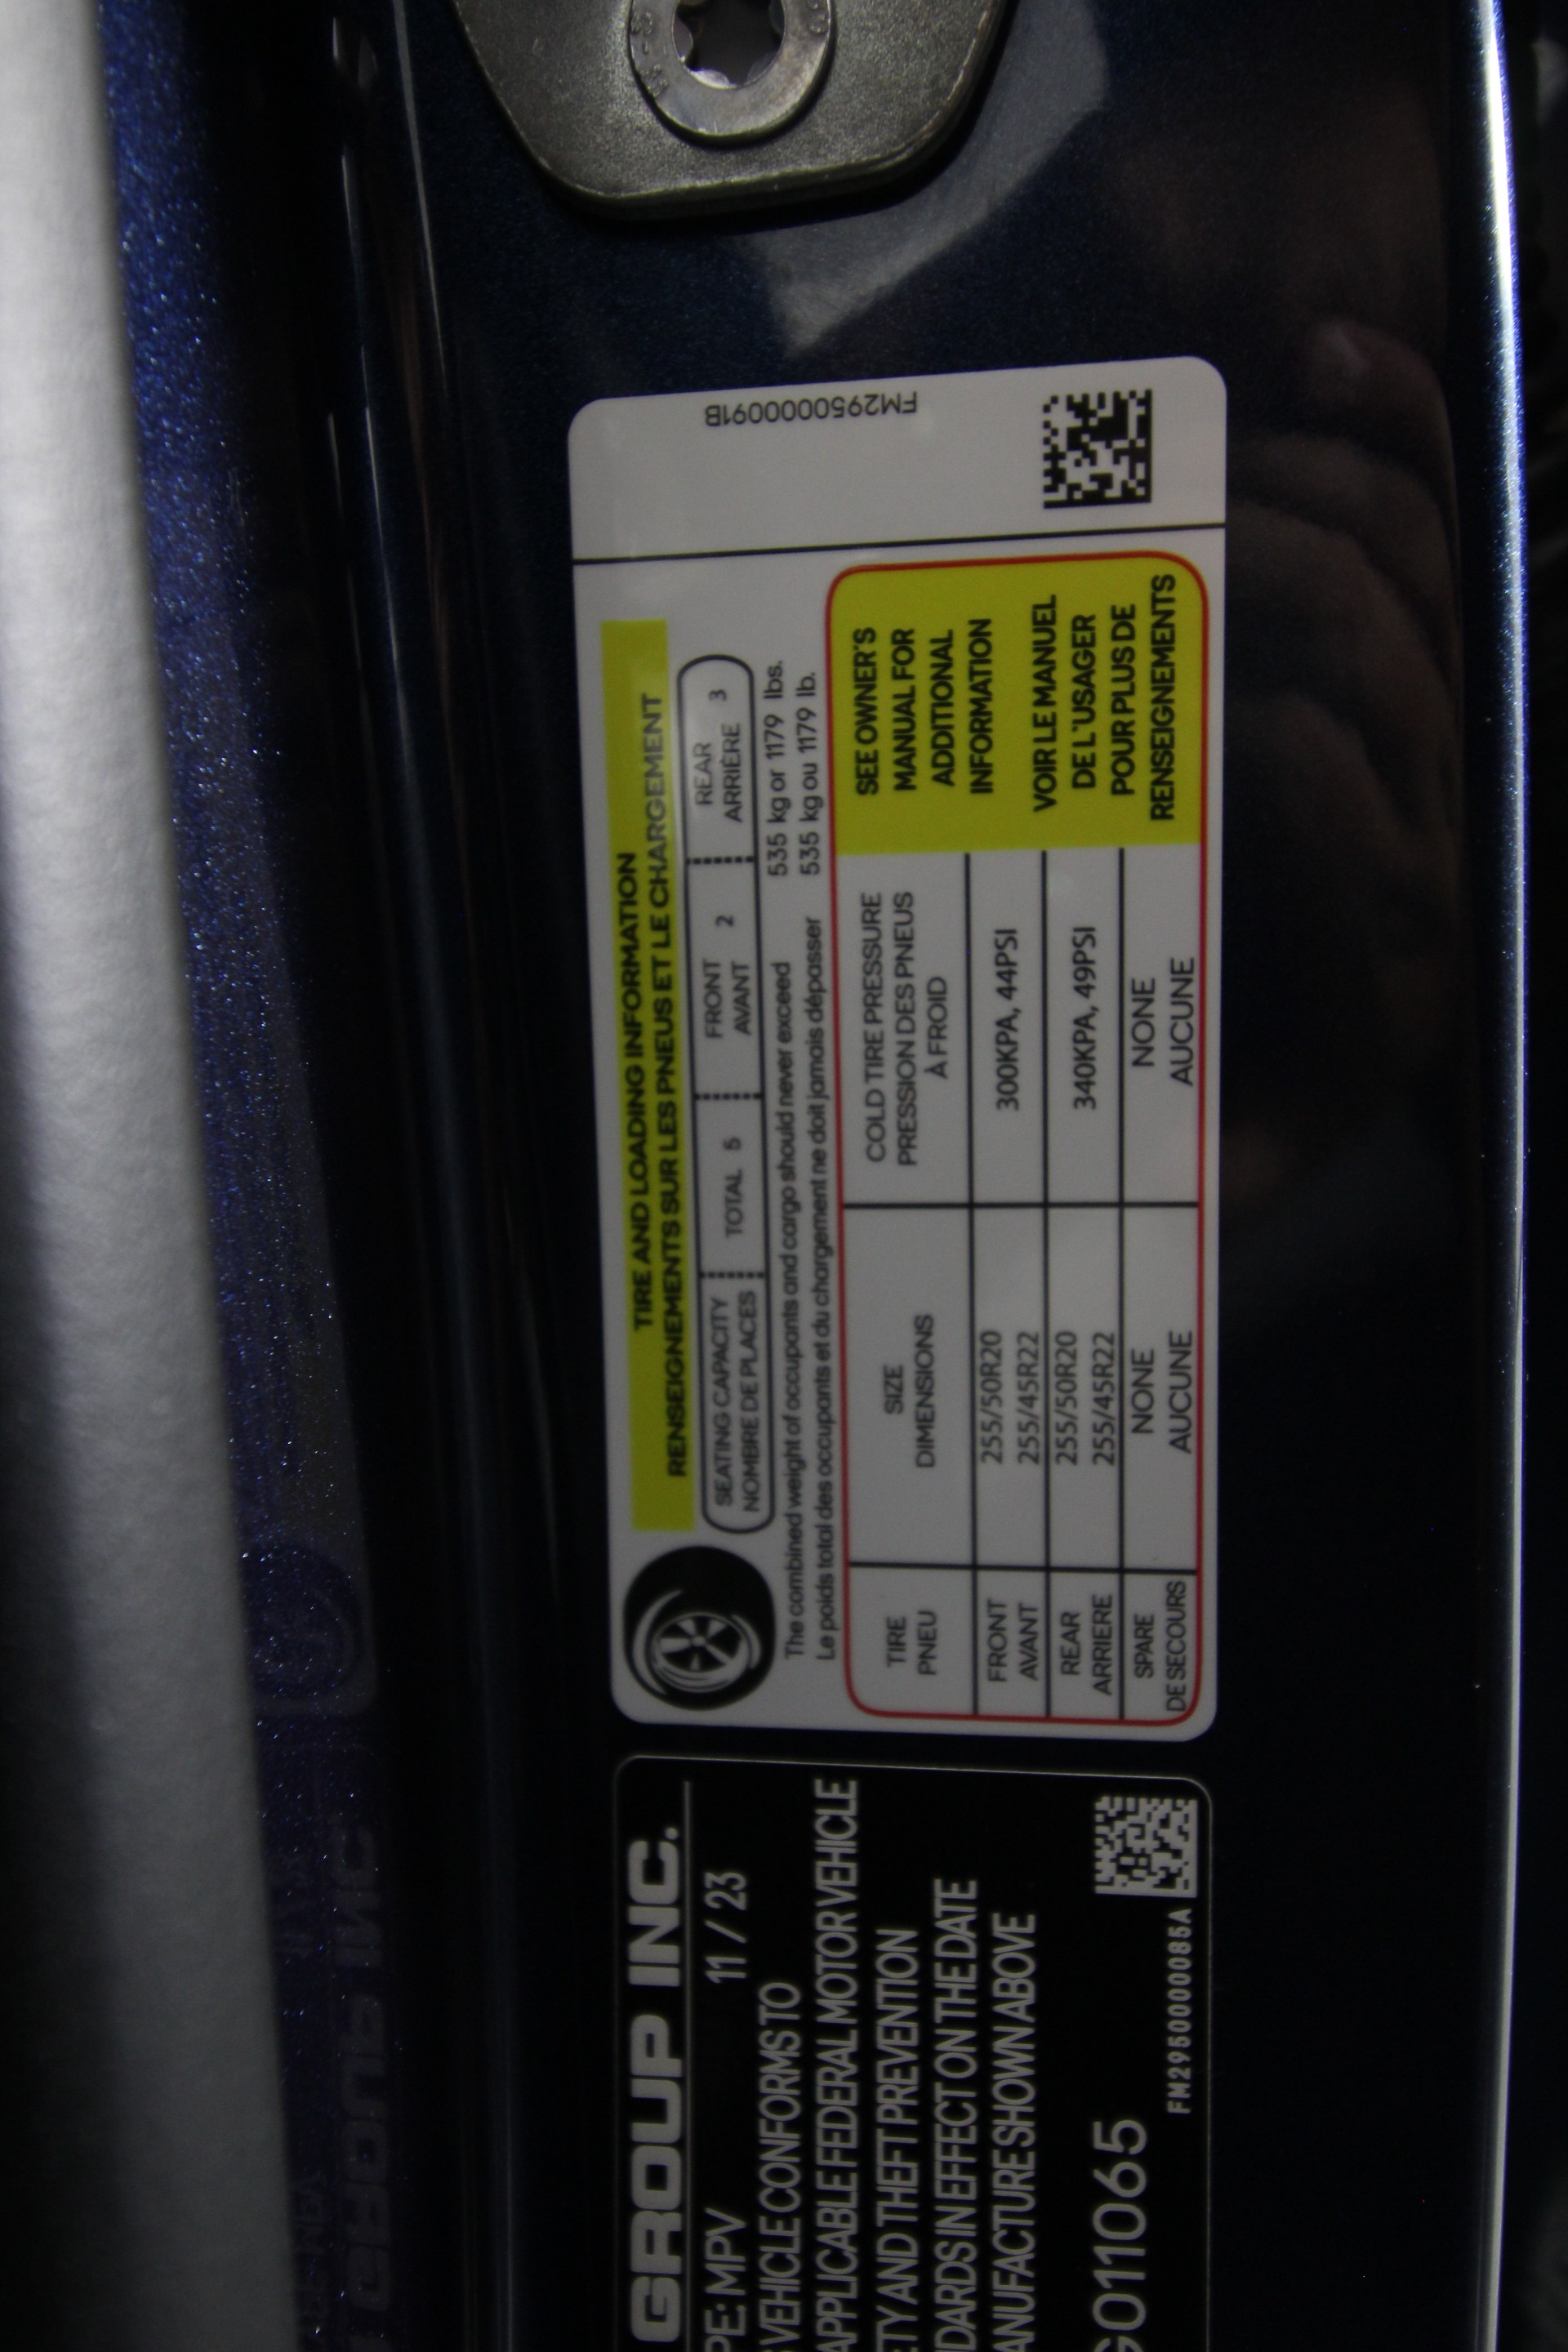 TIRE AND LOADING INFORMATION
RENSEIGNEMENTS SUR LES PNEUS ET LE CHARGEMENT
SEATING CAPACITY TOTAL 5 FRONT 2 REAR 3
NOMBRE DE PLACES AVANT ARRIÈRE
The combined weight of occupants and cargo should never exceed 535 kg or 1179 lbs.
Le poids total des occupants et du chargement ne doit jamais dépasser 535 kg ou 1179 lb.
TIRE SIZE COLD TIRE PRESSURE
PNEU DIMENSIONS PRESSION DES PNEUS
À FROID
FRONT 255/50R20 300KPA, 44PSI
AVANT 255/45R22
REAR 255/50R20 340KPA, 49PSI
ARRIERE 255/45R22
SPARE NONE NONE
DE SECOURS AUCUNE AUCUNE
SEE OWNER'S
MANUAL FOR
ADDITIONAL
INFORMATION
VOIR LE MANUEL
DE L'USAGER
POUR PLUS DE
RENSEIGNEMENTS
FM295000091B
GROUP INC.
PE: MPV 11 / 23
VEHICLE CONFORMS TO
APPLICABLE FEDERAL MOTOR VEHICLE
ETY AND THEFT PREVENTION
DARDS IN EFFECT ON THE DATE
ANUFACTURE SHOWN ABOVE
G011065
FM295000085A